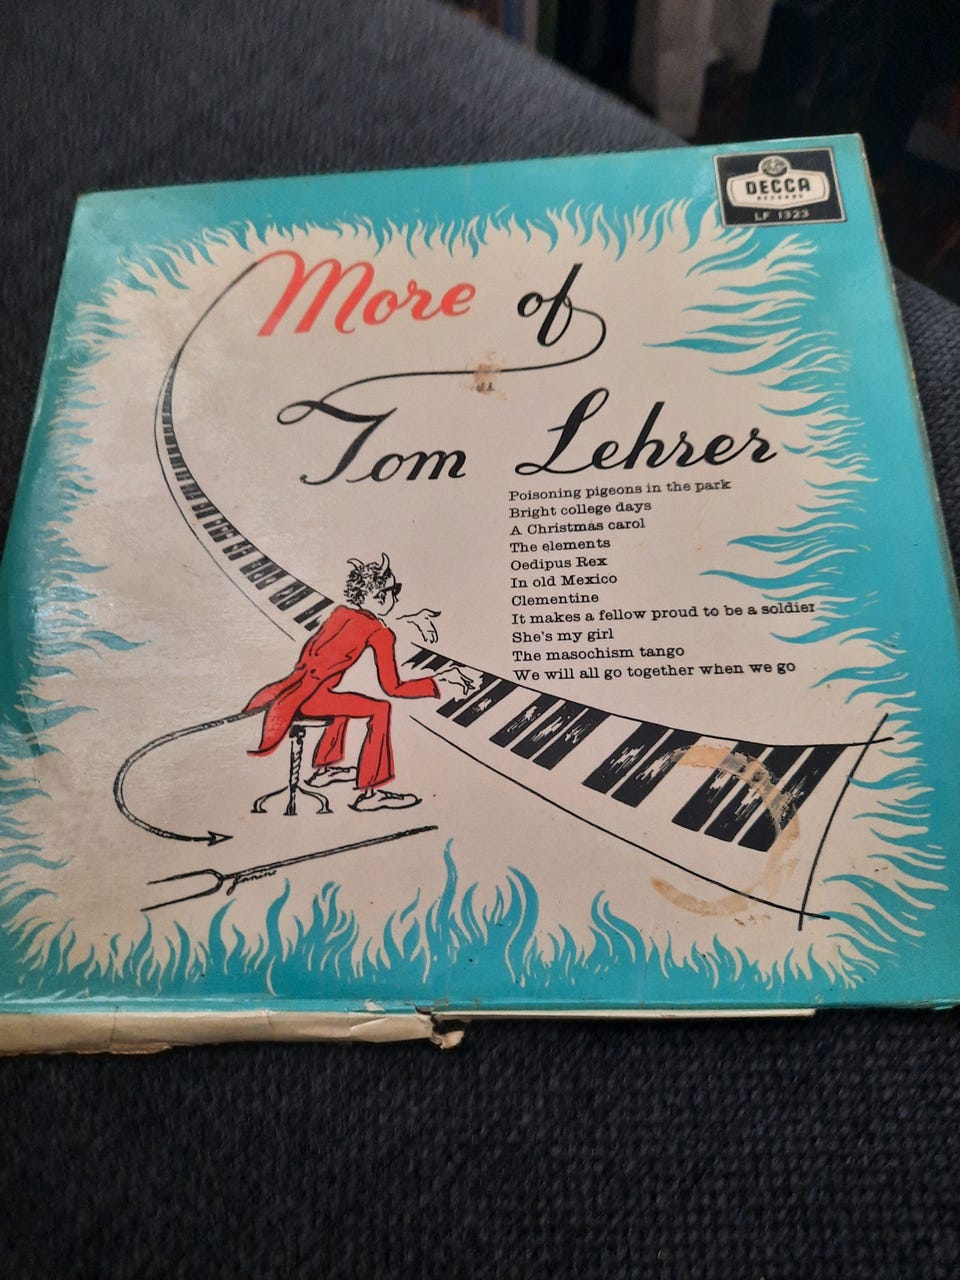 DECCA
RECORDS
LF 1323
More of
Tom Lehrer
Poisoning pigeons in the park
Bright college days
A Christmas carol
The elements
Oedipus Rex
In old Mexico
Clementine
It makes a fellow proud to be a soldier
She's my girl
The masochism tango
We will all go together when we go